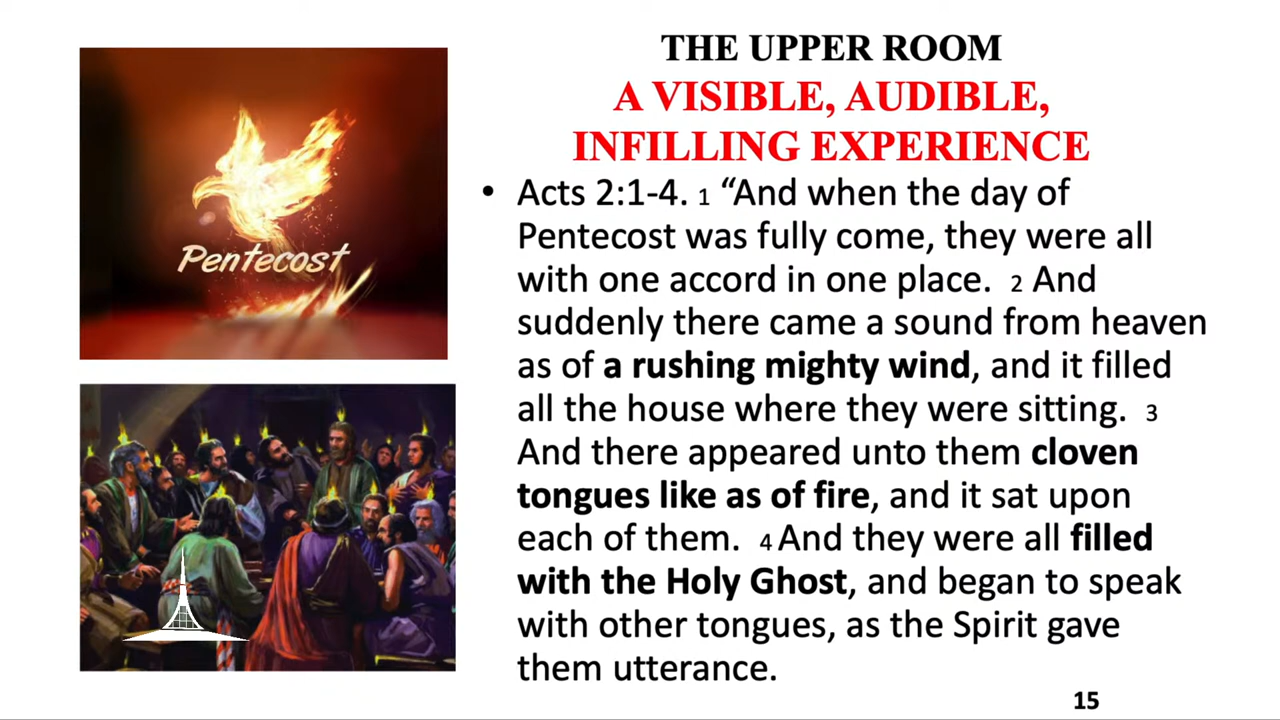 Pentecost
THE UPPER ROOM
A VISIBLE, AUDIBLE,
INFILLING EXPERIENCE
• Acts 2:1-4. 1 “And when the day of
Pentecost was fully come, they were all
with one accord in one place. 2 And
suddenly there came a sound from heaven
as of a rushing mighty wind, and it filled
all the house where they were sitting. 3
And there appeared unto them cloven
tongues like as of fire, and it sat upon
each of them. 4 And they were all filled
with the Holy Ghost, and began to speak
with other tongues, as the Spirit gave
them utterance.
15